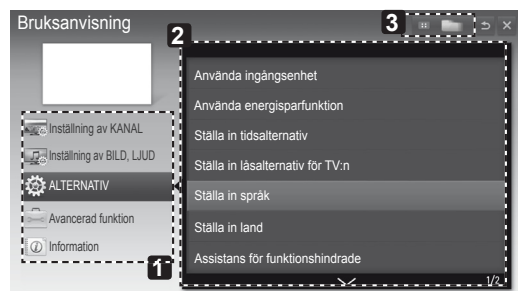 Bruksanvisning
3
2
Använda ingångsenhet
Använda energisparfunktion
Ställa in tidsalternativ
Ställa in låsalternativ för TV:n
Ställa in språk
Ställa in land
Assistans för funktionshindrade
1/2
Inställning av KANAL
Inställning av BILD, LJUD
ALTERNATIV
Avancerad funktion
Information
1